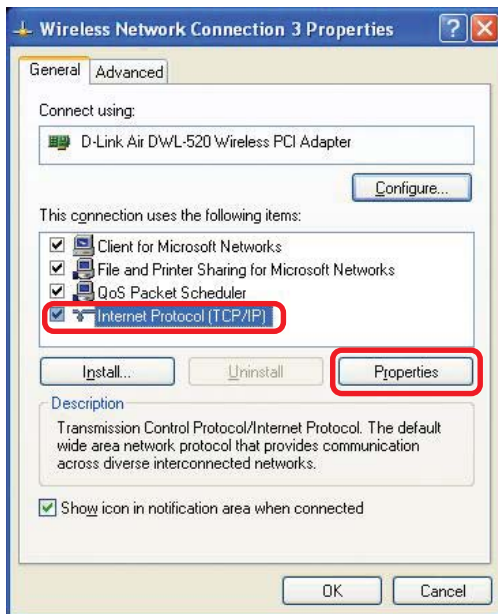 Wireless Network Connection 3 Properties
General
Advanced
Connect using:
D-Link Air DWL-520 Wireless PCI Adapter
Configure...
This connection uses the following items:
Client for Microsoft Networks
File and Printer Sharing for Microsoft Networks
QoS Packet Scheduler
Internet Protocol (TCP/IP)
Install...
Uninstall
Properties
Description
Transmission Control Protocol/Internet Protocol. The default
wide area network protocol that provides communication
across diverse interconnected networks.
Show icon in notification area when connected
OK
Cancel